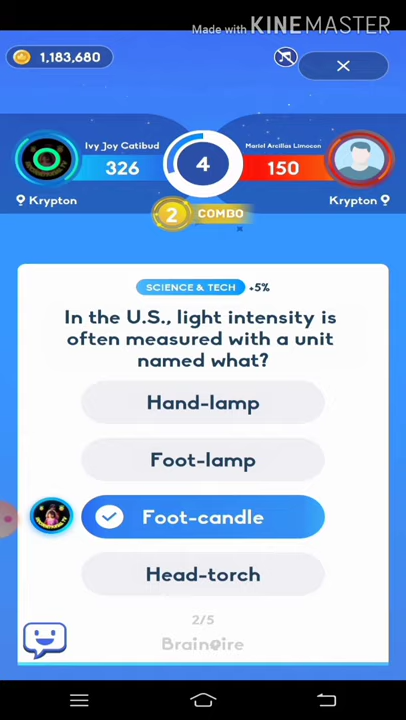 Made with KINEMASTER
1,183,680
Ivy Joy Catibud
326
Krypton
4
Mariel Arcillas Limocon
150
Krypton
2 COMBO
SCIENCE & TECH +5%
In the U.S., light intensity is
often measured with a unit
named what?
Hand-lamp
Foot-lamp
Foot-candle
Head-torch
2/5
Brainoire